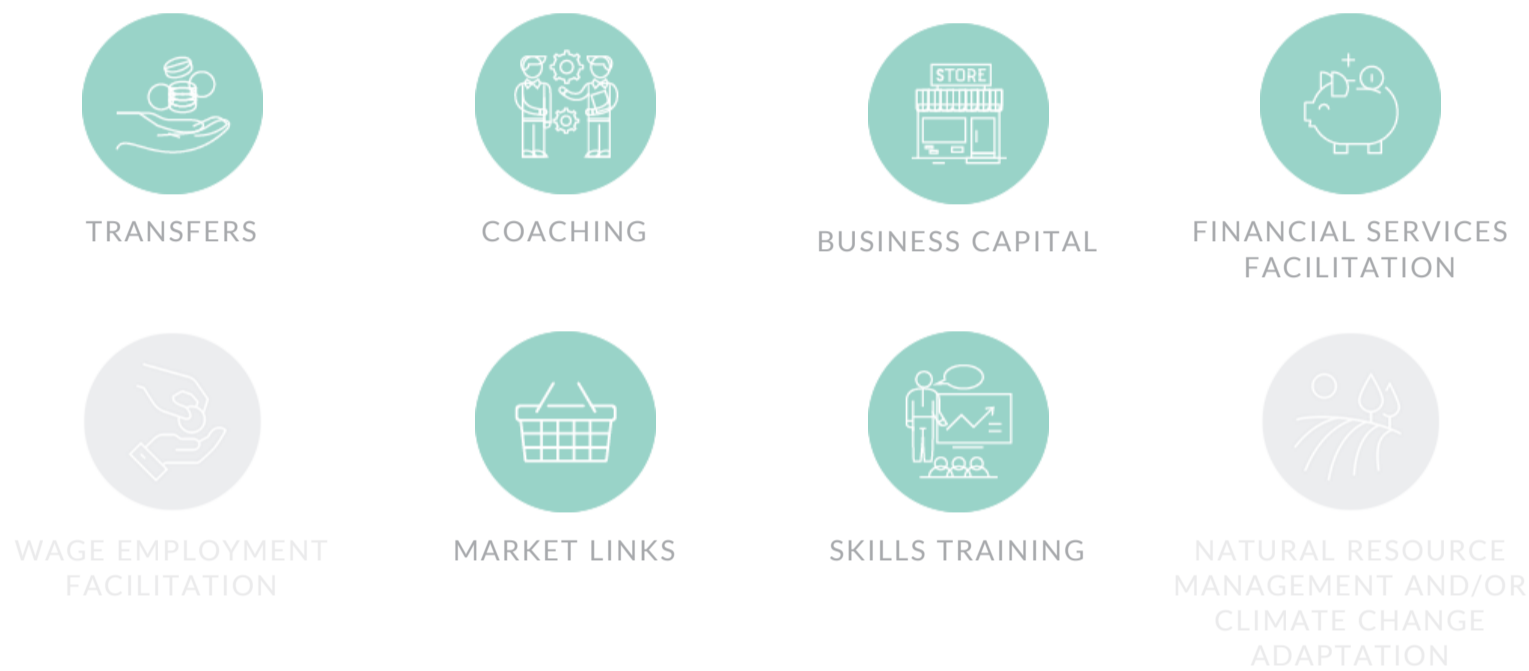 STORE
TRANSFERS
COACHING
BUSINESS CAPITAL
FINANCIAL SERVICES
FACILITATION
WAGE EMPLOYMENT
FACILITATION
MARKET LINKS
SKILLS TRAINING
NATURAL RESOURCE
MANAGEMENT AND/OR
CLIMATE CHANGE
ADAPTATION